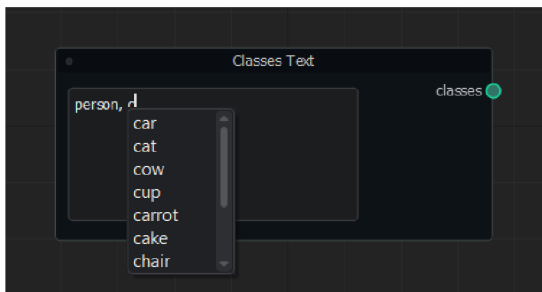 Classes Text
classes
person, c
car
cat
cow
cup
carrot
cake
chair